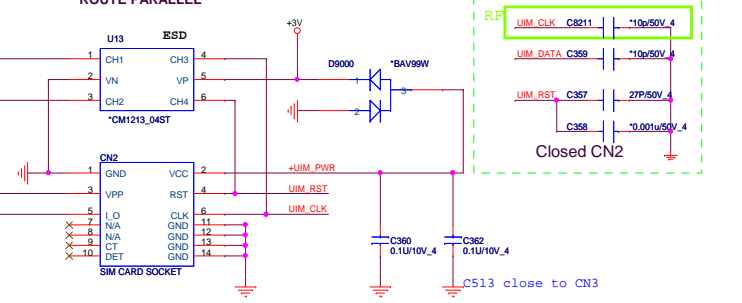 ROUTE PARALLEL
+3V
RF
UIM_CLK C8211 *10p/50V_4
UIM_DATA C359 *10p/50V_4
UIM_RST C357 27P/50V_4
C358 *0.001u/50V_4
Closed CN2
U13 ESD
1 CH1 CH3 4
2 VN VP 5
3 CH2 CH4 6
*CM1213_04ST
D9000 *BAV99W
1
3
2
CN2
1 GND VCC 2 +UIM_PWR
3 VPP RST 4 UIM_RST
5 I_O CLK 6 UIM_CLK
7 N/A GND 11
8 N/A GND 12
9 CT GND 13
10 DET GND 14
SIM CARD SOCKET
C360
0.1U/10V_4
C362
0.1U/10V_4
C513 close to CN3